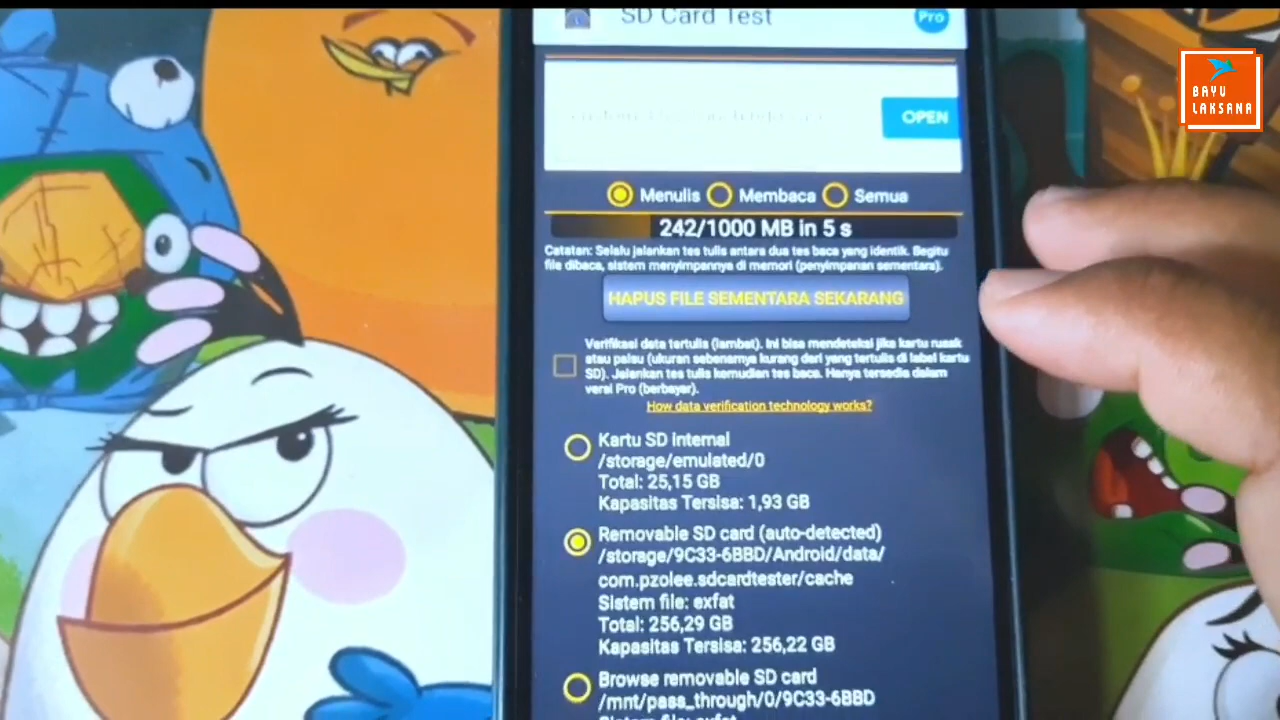 SD Card Test
Pro
BAYU
LAKSANA
OPEN
Menulis Membaca Semua
242/1000 MB in 5 s
Catatan: Selalu jalankan tes tulis antara dua tes baca yang identik. Begitu
file dibaca, sistem menyimpannya di memori (penyimpanan sementara).
HAPUS FILE SEMENTARA SEKARANG
Verifikasi data tertulis (lambat). Ini bisa mendeteksi jika kartu rusak
atau palsu (ukuran sebenarnya kurang dari yang tertulis di label kartu
SD). Jalankan tes tulis kemudian tes baca. Hanya tersedia dalam
versi Pro (berbayar).
How data verification technology works?
Kartu SD internal
/storage/emulated/0
Total: 25,15 GB
Kapasitas Tersisa: 1,93 GB
Removable SD card (auto-detected)
/storage/9C33-6BBD/Android/data/
com.pzolee.sdcardtester/cache
Sistem file: exfat
Total: 256,29 GB
Kapasitas Tersisa: 256,22 GB
Browse removable SD card
/mnt/pass_through/0/9C33-6BBD
Sistem file: exfat